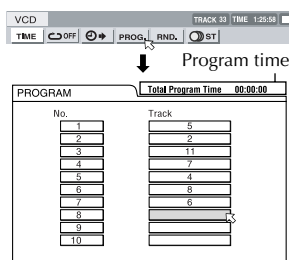 VCD TRACK 33 TIME 1:25:58
TIME OFF PROG. RND. ST
Program time
PROGRAM Total Program Time 00:00:00
No. Track
1 5
2 2
3 11
4 7
5 4
6 8
7 6
8
9
10